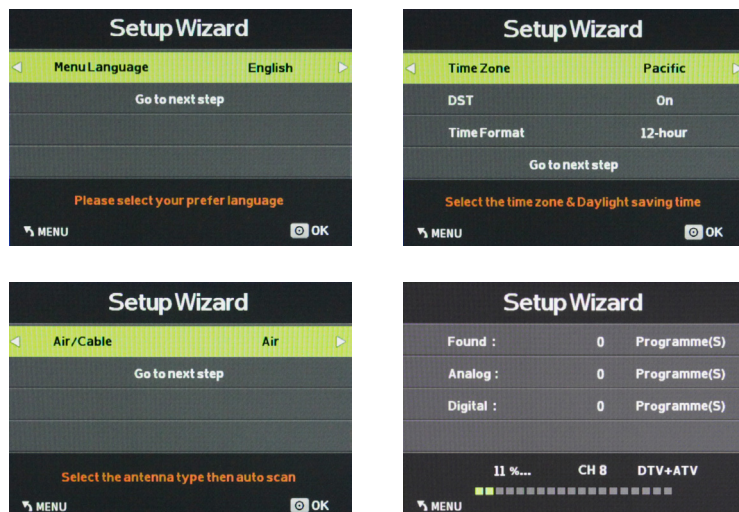 Setup Wizard
Menu Language English
Go to next step
Please select your prefer language
MENU OK
Setup Wizard
Time Zone Pacific
DST On
Time Format 12-hour
Go to next step
Select the time zone & Daylight saving time
MENU OK
Setup Wizard
Air/Cable Air
Go to next step
Select the antenna type then auto scan
MENU OK
Setup Wizard
Found : 0 Programme(S)
Analog : 0 Programme(S)
Digital : 0 Programme(S)
11 %... CH 8 DTV+ATV
MENU